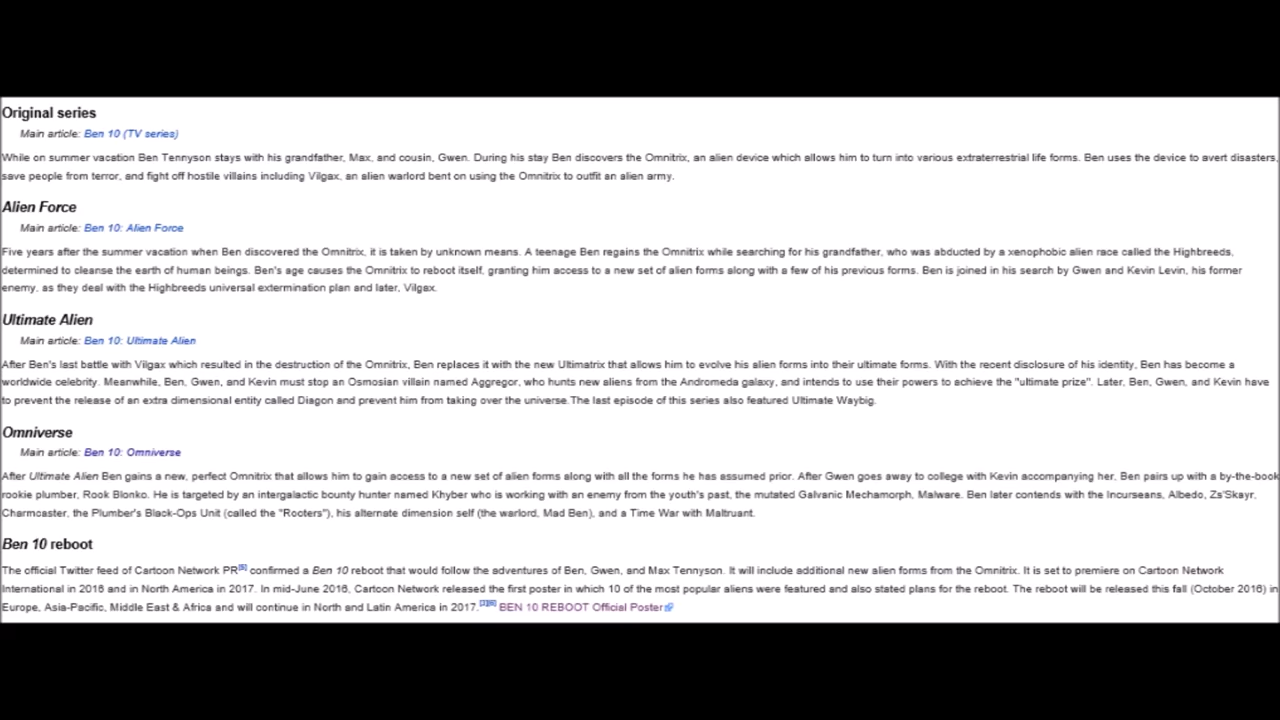 Original series
Main article: Ben 10 (TV series)
While on summer vacation Ben Tennyson stays with his grandfather, Max, and cousin, Gwen. During his stay Ben discovers the Omnitrix, an alien device which allows him to turn into various extraterrestrial life forms. Ben uses the device to avert disasters,
save people from terror, and fight off hostile villains including Vilgax, an alien warlord bent on using the Omnitrix to outfit an alien army.
Alien Force
Main article: Ben 10: Alien Force
Five years after the summer vacation when Ben discovered the Omnitrix, it is taken by unknown means. A teenage Ben regains the Omnitrix while searching for his grandfather, who was abducted by a xenophobic alien race called the Highbreeds,
determined to cleanse the earth of human beings. Ben's age causes the Omnitrix to reboot itself, granting him access to a new set of alien forms along with a few of his previous forms. Ben is joined in his search by Gwen and Kevin Levin, his former
enemy, as they deal with the Highbreeds universal extermination plan and later, Vilgax.
Ultimate Alien
Main article: Ben 10: Ultimate Alien
After Ben's last battle with Vilgax which resulted in the destruction of the Omnitrix, Ben replaces it with the new Ultimatrix that allows him to evolve his alien forms into their ultimate forms. With the recent disclosure of his identity, Ben has become a
worldwide celebrity. Meanwhile, Ben, Gwen, and Kevin must stop an Osmosian villain named Aggregor, who hunts new aliens from the Andromeda galaxy, and intends to use their powers to achieve the "ultimate prize". Later, Ben, Gwen, and Kevin have
to prevent the release of an extra dimensional entity called Diagon and prevent him from taking over the universe.The last episode of this series also featured Ultimate Waybig.
Omniverse
Main article: Ben 10: Omniverse
After Ultimate Alien Ben gains a new, perfect Omnitrix that allows him to gain access to a new set of alien forms along with all the forms he has assumed prior. After Gwen goes away to college with Kevin accompanying her, Ben pairs up with a by-the-book
rookie plumber, Rook Blonko. He is targeted by an intergalactic bounty hunter named Khyber who is working with an enemy from the youth's past, the mutated Galvanic Mechamorph, Malware. Ben later contends with the Incurseans, Albedo, Zs'Skayr,
Charmcaster, the Plumber's Black-Ops Unit (called the "Rooters"), his alternate dimension self (the warlord, Mad Ben), and a Time War with Maltruant.
Ben 10 reboot
The official Twitter feed of Cartoon Network PR confirmed a Ben 10 reboot that would follow the adventures of Ben, Gwen, and Max Tennyson. It will include additional new alien forms from the Omnitrix. It is set to premiere on Cartoon Network
International in 2016 and in North America in 2017. In mid-June 2016, Cartoon Network released the first poster in which 10 of the most popular aliens were featured and also stated plans for the reboot. The reboot will be released this fall (October 2016) in
Europe, Asia-Pacific, Middle East & Africa and will continue in North and Latin America in 2017. BEN 10 REBOOT Official Poster